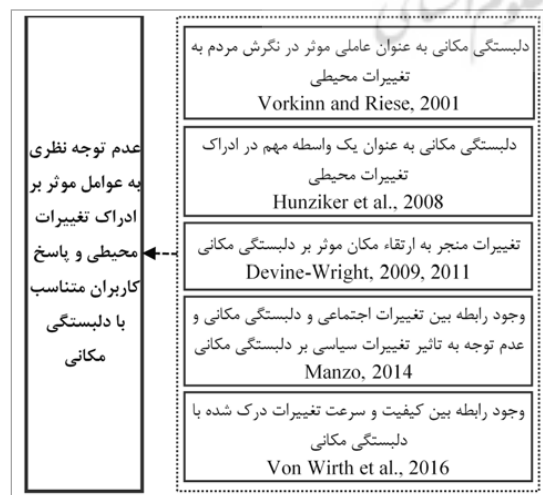 دلبستگی مکانی به عنوان عاملی موثر در نگرش مردم به
تغییرات محیطی
Vorkinn and Riese, 2001
دلبستگی مکانی به عنوان یک واسطه مهم در ادراک
تغییرات محیطی
Hunziker et al., 2008
تغییرات منجر به ارتقاء مکان موثر بر دلبستگی مکانی
Devine-Wright, 2009, 2011
وجود رابطه بین تغییرات اجتماعی و دلبستگی مکانی و
عدم توجه به تاثیر تغییرات سیاسی بر دلبستگی مکانی
Manzo, 2014
وجود رابطه بین کیفیت و سرعت تغییرات درک شده با
دلبستگی مکانی
Von Wirth et al., 2016
عدم توجه نظری
به عوامل موثر بر
ادراک تغییرات
محیطی و پاسخ
کاربران متناسب
با دلبستگی
مکانی